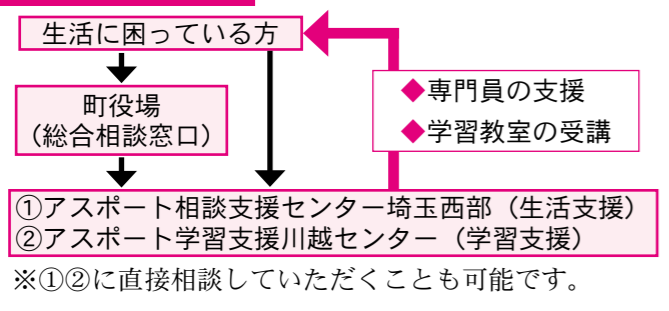 生活に困っている方
町役場
（総合相談窓口）
◆専門員の支援
◆学習教室の受講
①アスポート相談支援センター埼玉西部（生活支援）
②アスポート学習支援川越センター（学習支援）
※①②に直接相談していただくことも可能です。